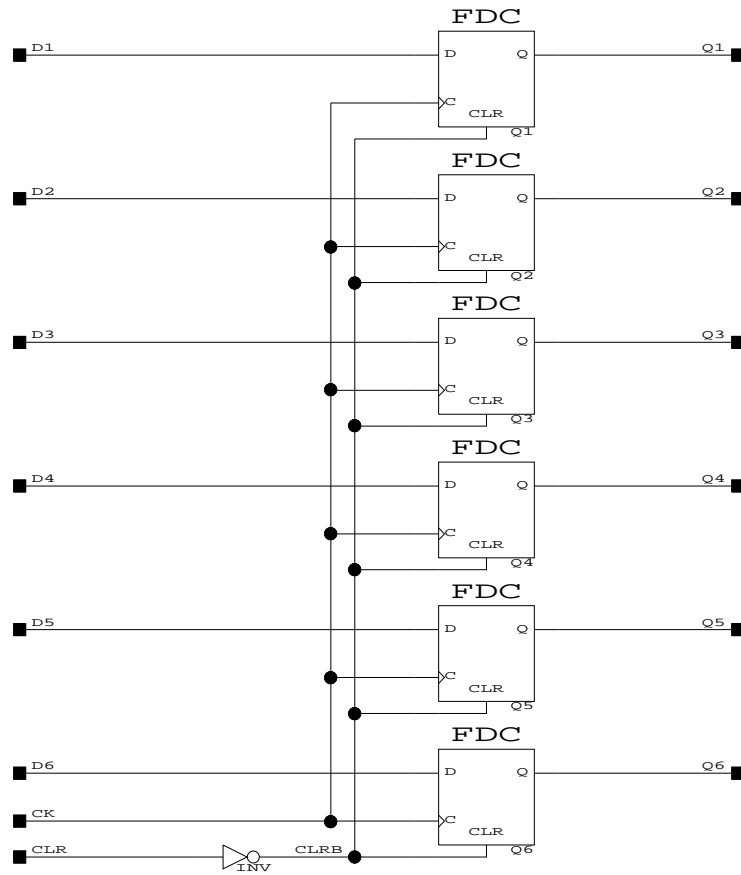 FDC
D1 D Q Q1
C
CLR
Q1
FDC
D2 D Q Q2
C
CLR
Q2
FDC
D3 D Q Q3
C
CLR
Q3
FDC
D4 D Q Q4
C
CLR
Q4
FDC
D5 D Q Q5
C
CLR
Q5
FDC
D6 D Q Q6
CK C
CLR
CLR CLRB Q6
INV